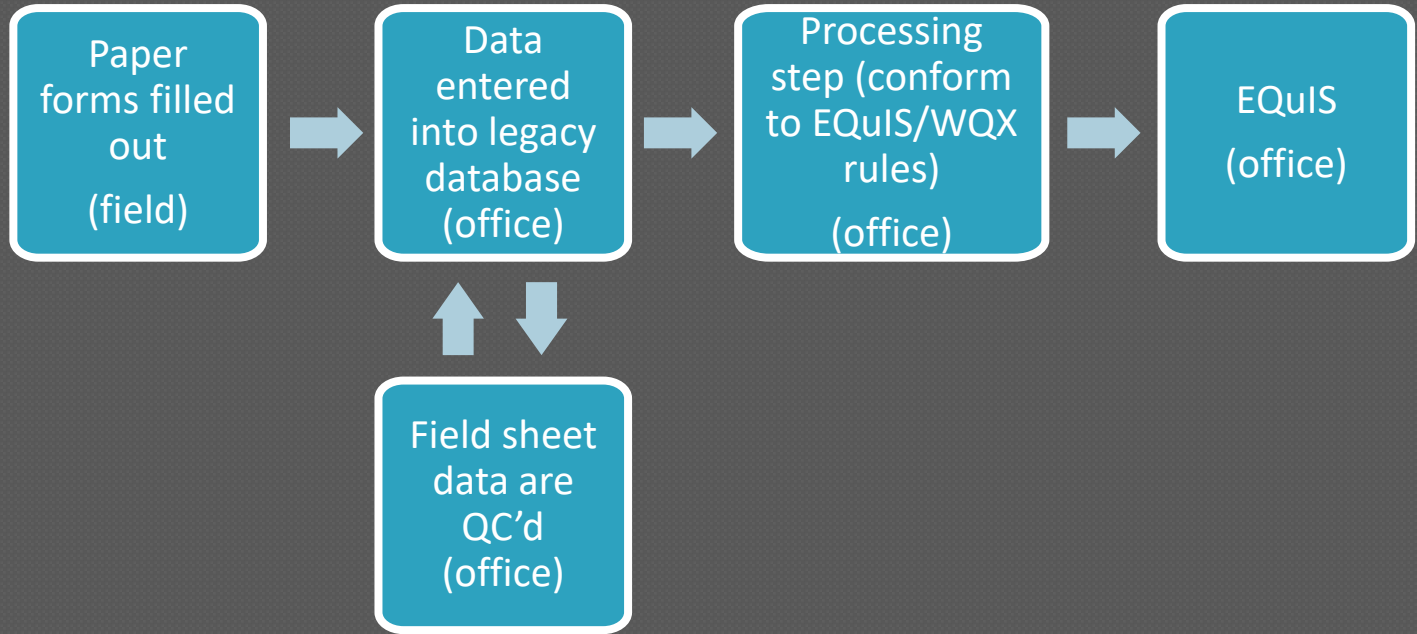 Paper
forms filled
out
(field)
Data
entered
into legacy
database
(office)
Processing
step (conform
to EQuIS/WQX
rules)
(office)
EQuIS
(office)
Field sheet
data are
QC’d
(office)